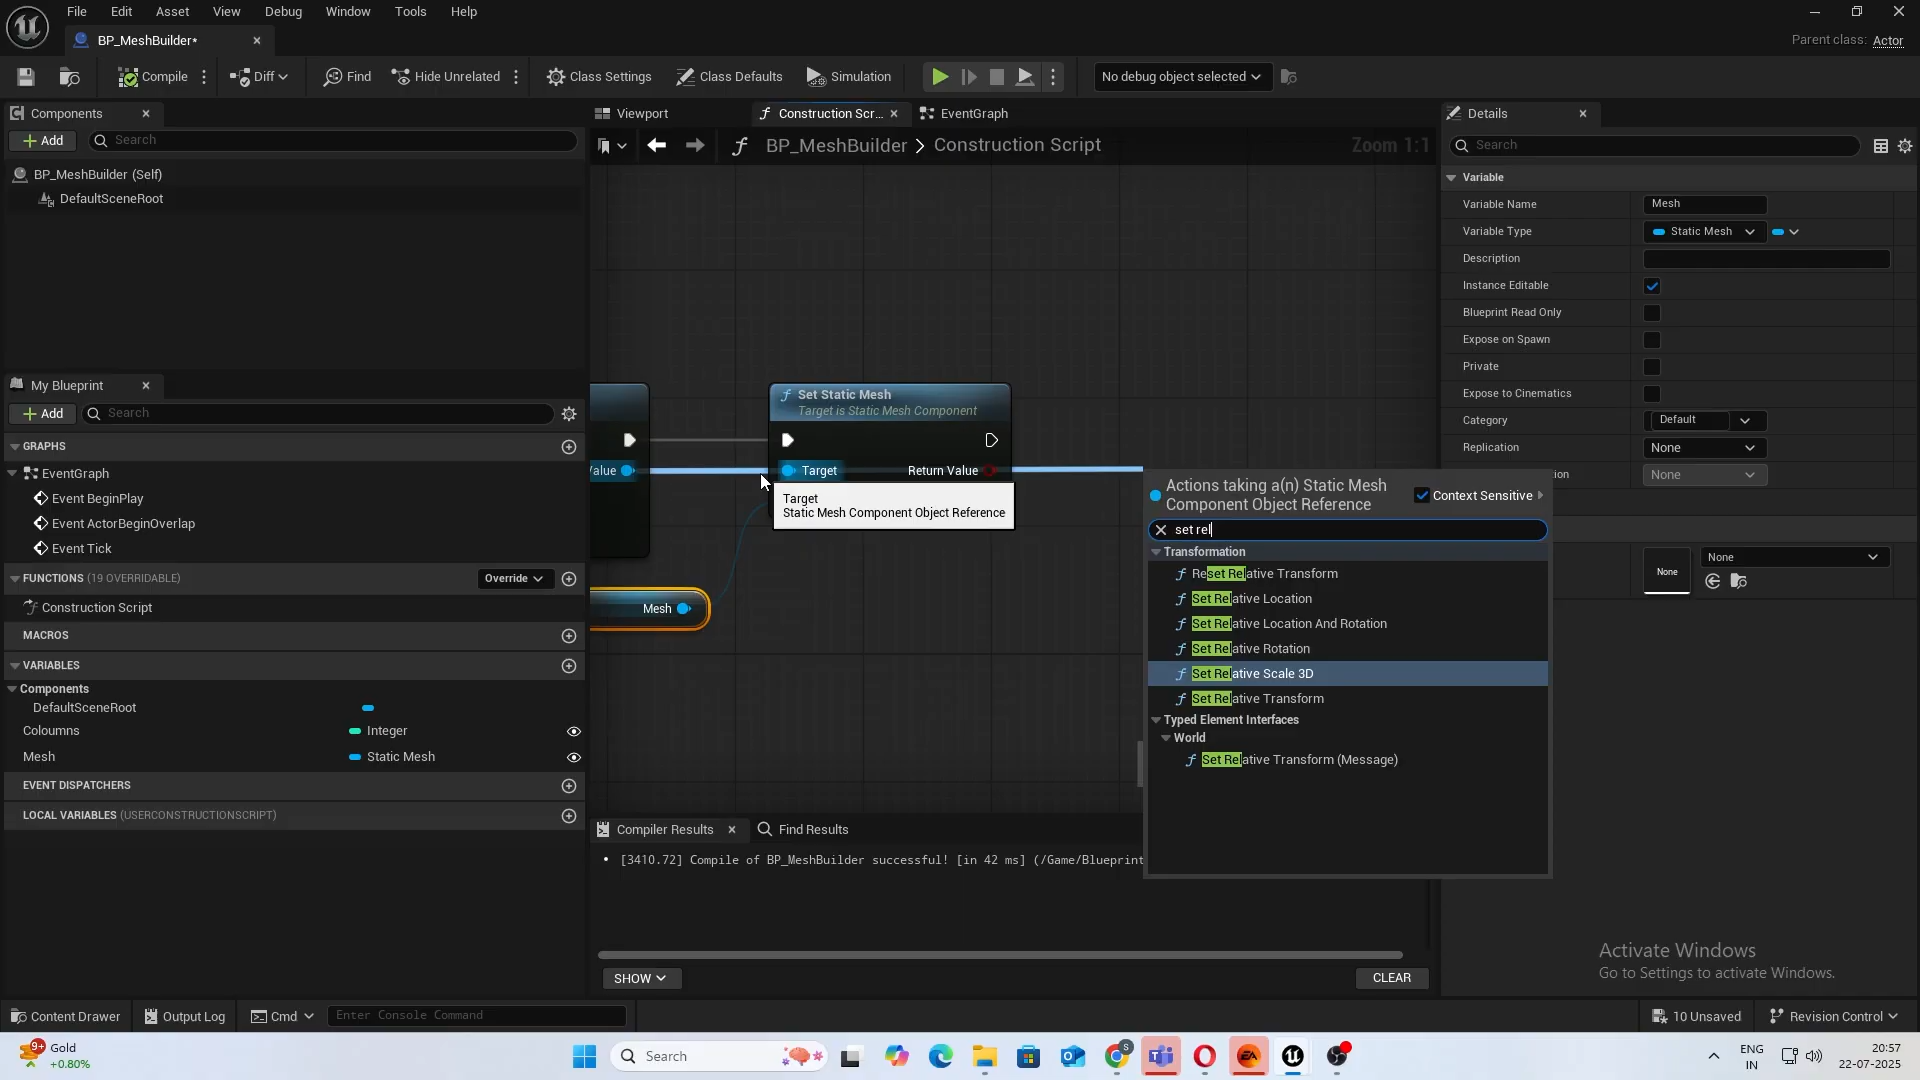 File Edit Asset View Debug Window Tools Help
BP_MeshBuilder*
Parent class: Actor
Compile Diff Find Hide Unrelated Class Settings Class Defaults Simulation No debug object selected
Components
Add Search
BP_MeshBuilder (Self)
DefaultSceneRoot
My Blueprint
Add Search
GRAPHS
EventGraph
Event BeginPlay
Event ActorBeginOverlap
Event Tick
FUNCTIONS (19 OVERRIDABLE) Override
Construction Script
MACROS
VARIABLES
Components
DefaultSceneRoot
Coloumns Integer
Mesh Static Mesh
EVENT DISPATCHERS
LOCAL VARIABLES (USERCONSTRUCTIONSCRIPT)
Viewport Construction Scr... EventGraph
BP_MeshBuilder > Construction Script Zoom 1:1
Set Static Mesh
Target is Static Mesh Component
Value
Target Return Value
Target
Static Mesh Component Object Reference
Mesh
Actions taking a(n) Static Mesh
Component Object Reference
Context Sensitive
set rel
Transformation
Reset Relative Transform
Set Relative Location
Set Relative Location And Rotation
Set Relative Rotation
Set Relative Scale 3D
Set Relative Transform
Typed Element Interfaces
World
Set Relative Transform (Message)
Compiler Results Find Results
[3410.72] Compile of BP_MeshBuilder successful! [in 42 ms] (/Game/Blueprint
SHOW
CLEAR
Details
Search
Variable
Variable Name Mesh
Variable Type Static Mesh
Description
Instance Editable
Blueprint Read Only
Expose on Spawn
Private
Expose to Cinematics
Category Default
Replication None
None
None None
Activate Windows
Go to Settings to activate Windows.
Content Drawer Output Log Cmd Enter Console Command
10 Unsaved Revision Control
9+ Gold
+0.80%
Search
ENG
IN
20:57
22-07-2025